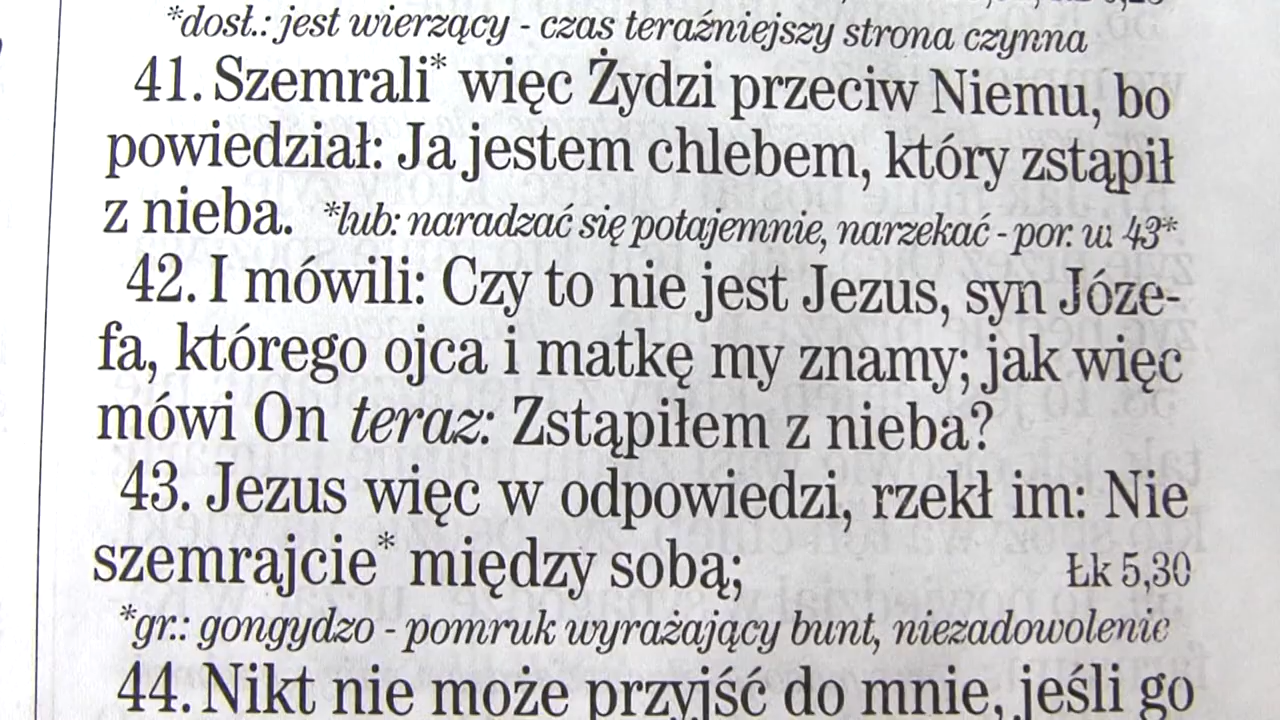 *dosł.: jest wierzący - czas teraźniejszy strona czynna
41. Szemrali* więc Żydzi przeciw Niemu, bo
powiedział: Ja jestem chlebem, który zstąpił
z nieba. *lub: naradzać się potajemnie, narzekać - por. w. 43*
42. I mówili: Czy to nie jest Jezus, syn Józe-
fa, którego ojca i matkę my znamy; jak więc
mówi On teraz: Zstąpiłem z nieba?
43. Jezus więc w odpowiedzi, rzekł im: Nie
szemrajcie* między sobą; Łk 5,30
*gr.: gongydzo - pomruk wyrażający bunt, niezadowolenie
44. Nikt nie może przyjść do mnie, jeśli go